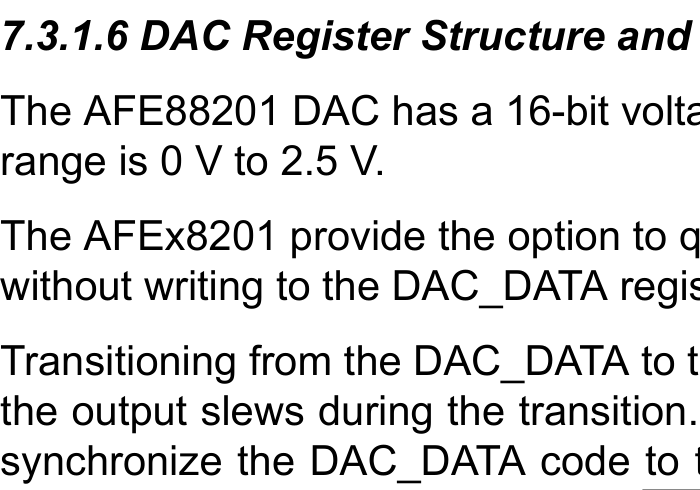 7.3.1.6 DAC Register Structure and
The AFE88201 DAC has a 16-bit
range is 0 V to 2.5 V.
The AFEx8201 provide the option to
without writing to the DAC_DATA
Transitioning from the DAC_DATA to
the output slews during the transition.
synchronize the DAC_DATA code to